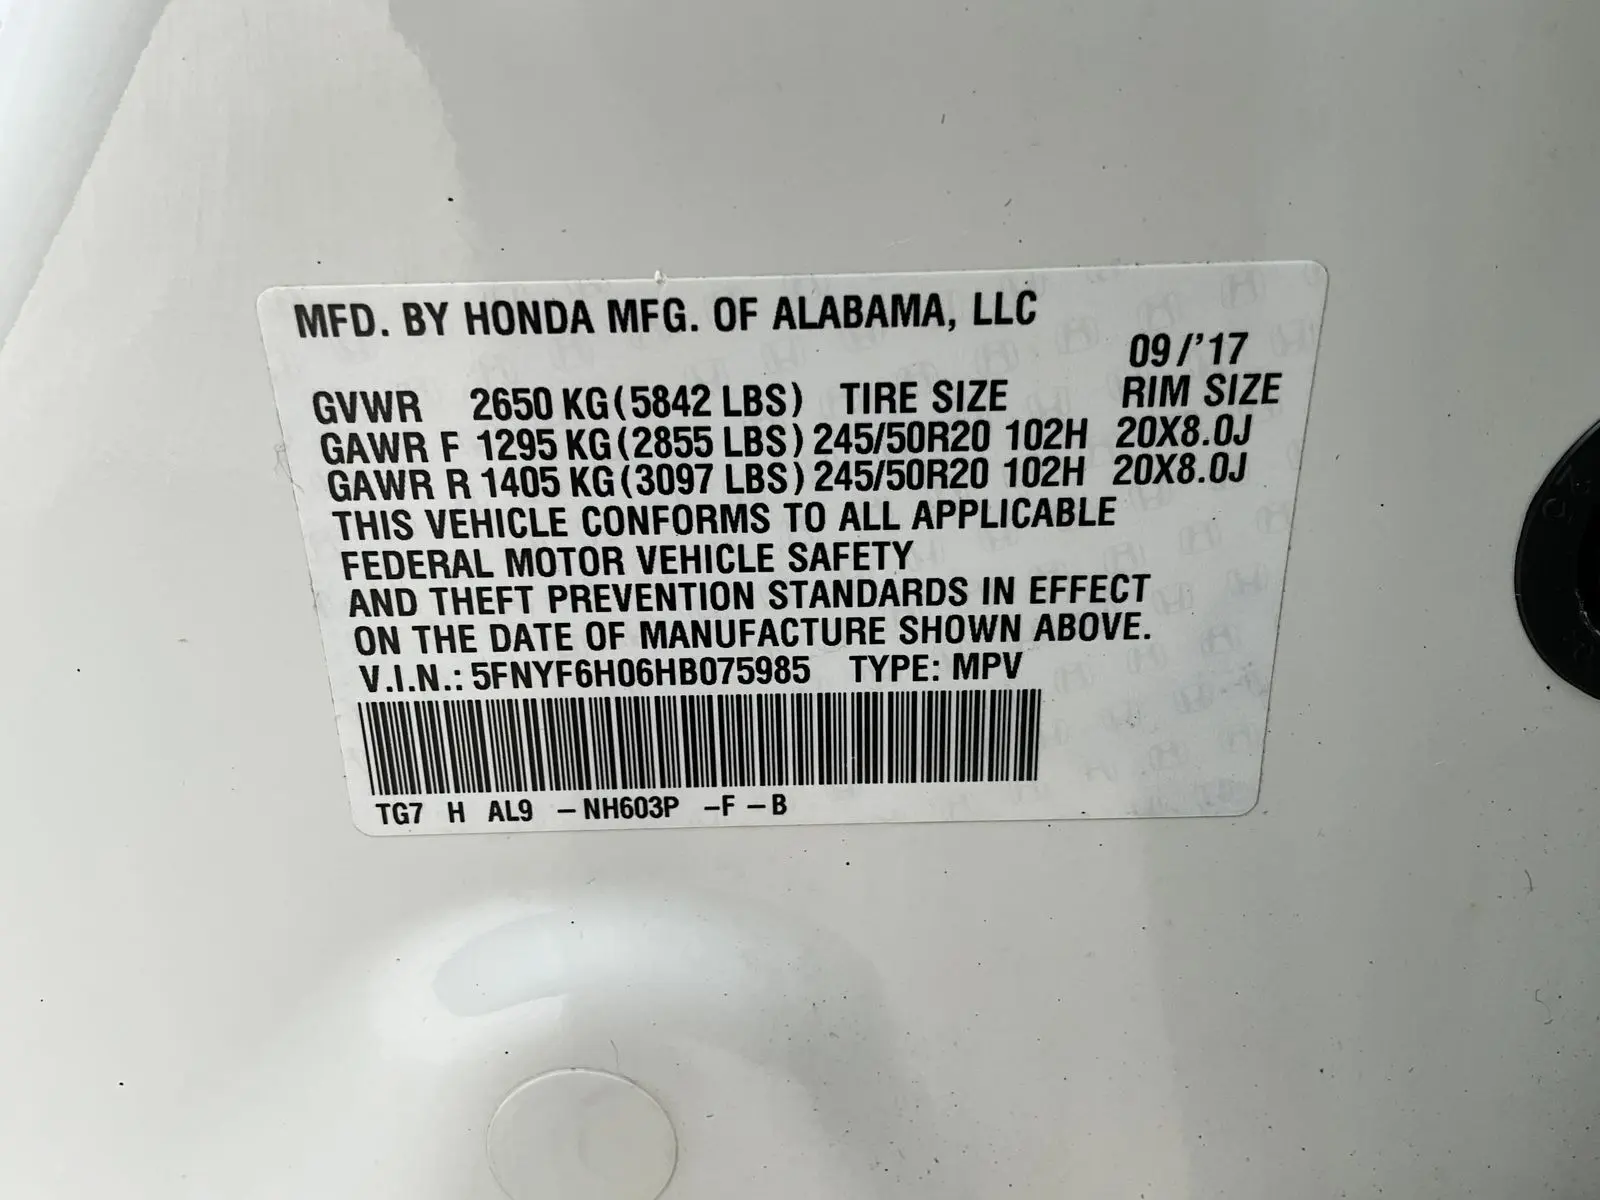 MFD. BY HONDA MFG. OF ALABAMA, LLC
09/'17
GVWR 2650 KG (5842 LBS) TIRE SIZE RIM SIZE
GAWR F 1295 KG (2855 LBS) 245/50R20 102H 20X8.0J
GAWR R 1405 KG (3097 LBS) 245/50R20 102H 20X8.0J
THIS VEHICLE CONFORMS TO ALL APPLICABLE
FEDERAL MOTOR VEHICLE SAFETY
AND THEFT PREVENTION STANDARDS IN EFFECT
ON THE DATE OF MANUFACTURE SHOWN ABOVE.
V.I.N.: 5FNYF6H06HB075985 TYPE: MPV
TG7 H AL9 - NH603P - F - B